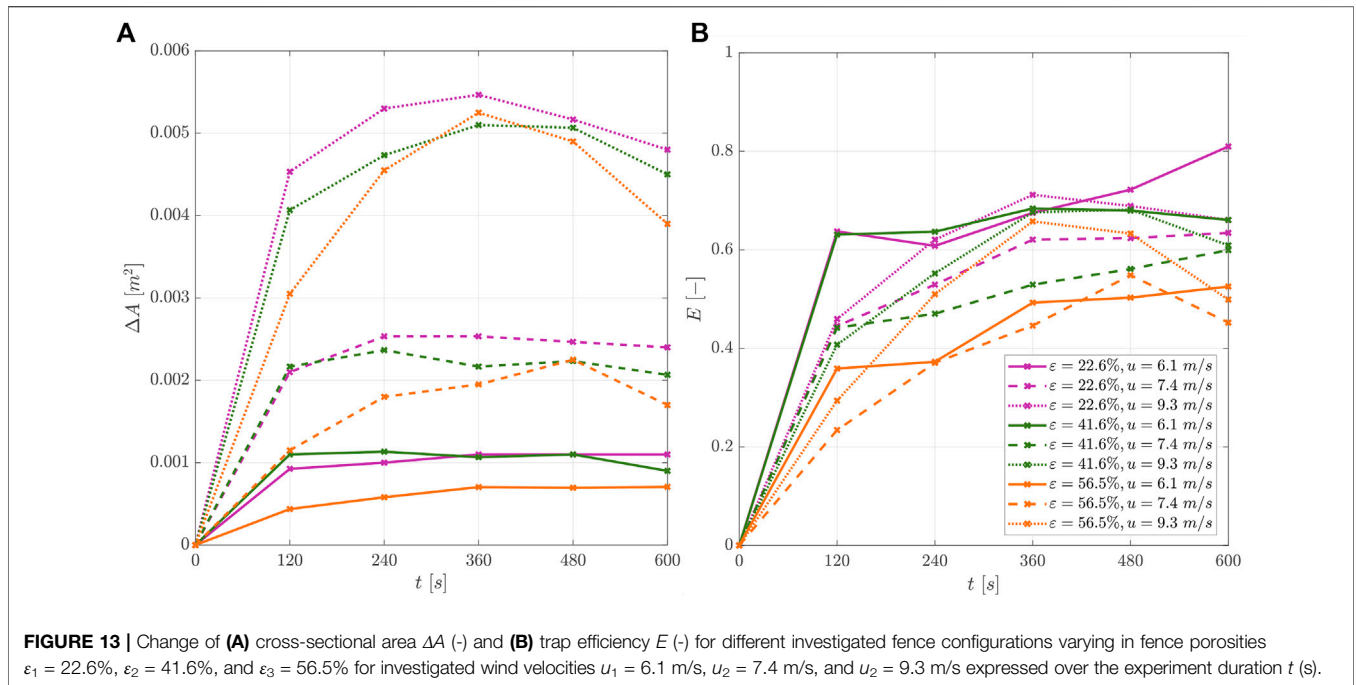 A
0.006
0.005
0.004
0.003
0.002
0.001
0
ΔA [m²]
0 120 240 360 480 600
t [s]
B
1
0.8
0.6
0.4
0.2
0
E [−]
0 120 240 360 480 600
t [s]
ε = 22.6%, u = 6.1 m/s
ε = 22.6%, u = 7.4 m/s
ε = 22.6%, u = 9.3 m/s
ε = 41.6%, u = 6.1 m/s
ε = 41.6%, u = 7.4 m/s
ε = 41.6%, u = 9.3 m/s
ε = 56.5%, u = 6.1 m/s
ε = 56.5%, u = 7.4 m/s
ε = 56.5%, u = 9.3 m/s
FIGURE 13 | Change of (A) cross-sectional area ΔA (-) and (B) trap efficiency E (-) for different investigated fence configurations varying in fence porosities
ε₁ = 22.6%, ε₂ = 41.6%, and ε₃ = 56.5% for investigated wind velocities u₁ = 6.1 m/s, u₂ = 7.4 m/s, and u₂ = 9.3 m/s expressed over the experiment duration t (s).